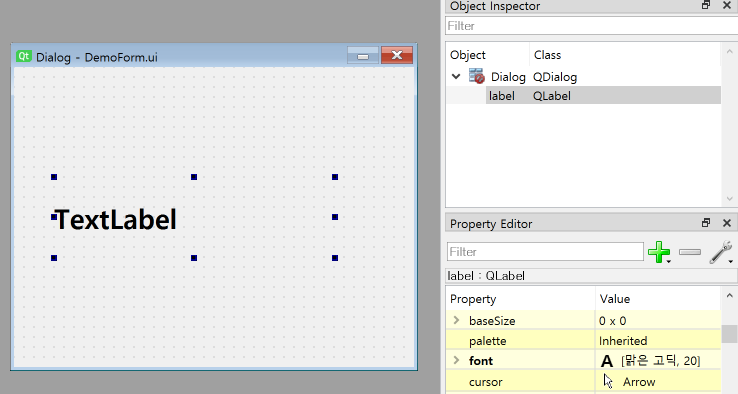 Qt Dialog - DemoForm.ui
TextLabel
Object Inspector
Filter
Object Class
Dialog QDialog
label QLabel
Property Editor
Filter
label : QLabel
Property Value
baseSize 0 x 0
palette Inherited
font A [맑은 고딕, 20]
cursor Arrow